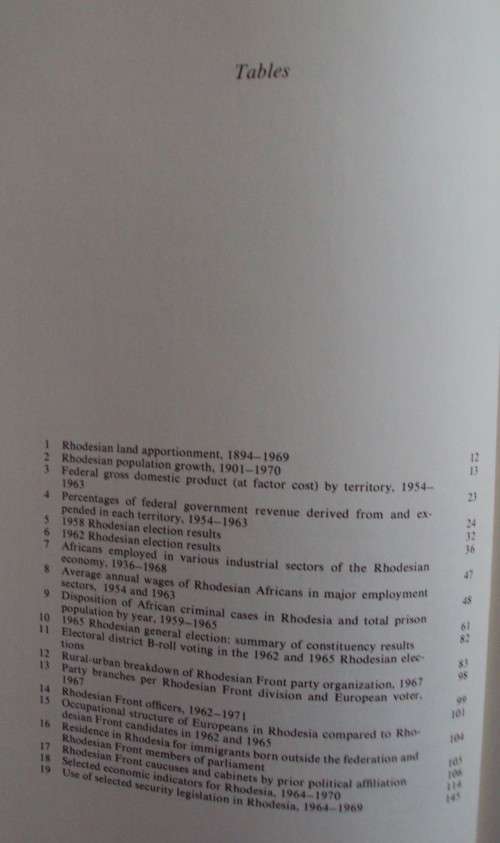 Tables
1 Rhodesian land apportionment, 1894–1969 12
2 Rhodesian population growth, 1901–1970 13
3 Federal gross domestic product (at factor cost) by territory, 1954–
1963 23
4 Percentages of federal government revenue derived from and ex-
pended in each territory, 1954–1963 24
5 1958 Rhodesian election results 32
6 1962 Rhodesian election results 36
7 Africans employed in various industrial sectors of the Rhodesian
economy, 1936–1968 47
8 Average annual wages of Rhodesian Africans in major employment
sectors, 1954 and 1963 48
9 Disposition of African criminal cases in Rhodesia and total prison
population by year, 1959–1965 61
10 1965 Rhodesian general election: summary of constituency results 82
11 Electoral district B-roll voting in the 1962 and 1965 Rhodesian elec-
tions 83
12 Rural-urban breakdown of Rhodesian Front party organization, 1967 98
13 Party branches per Rhodesian Front division and European voter,
1967 99
14 Rhodesian Front officers, 1962–1971 101
15 Occupational structure of Europeans in Rhodesia compared to Rho-
desian Front candidates in 1962 and 1965 104
16 Residence in Rhodesia for immigrants born outside the federation and
Rhodesian Front members of parliament 105
17 Rhodesian Front caucuses and cabinets by prior political affiliation 106
18 Selected economic indicators for Rhodesia, 1964–1970 114
19 Use of selected security legislation in Rhodesia, 1964–1969 145